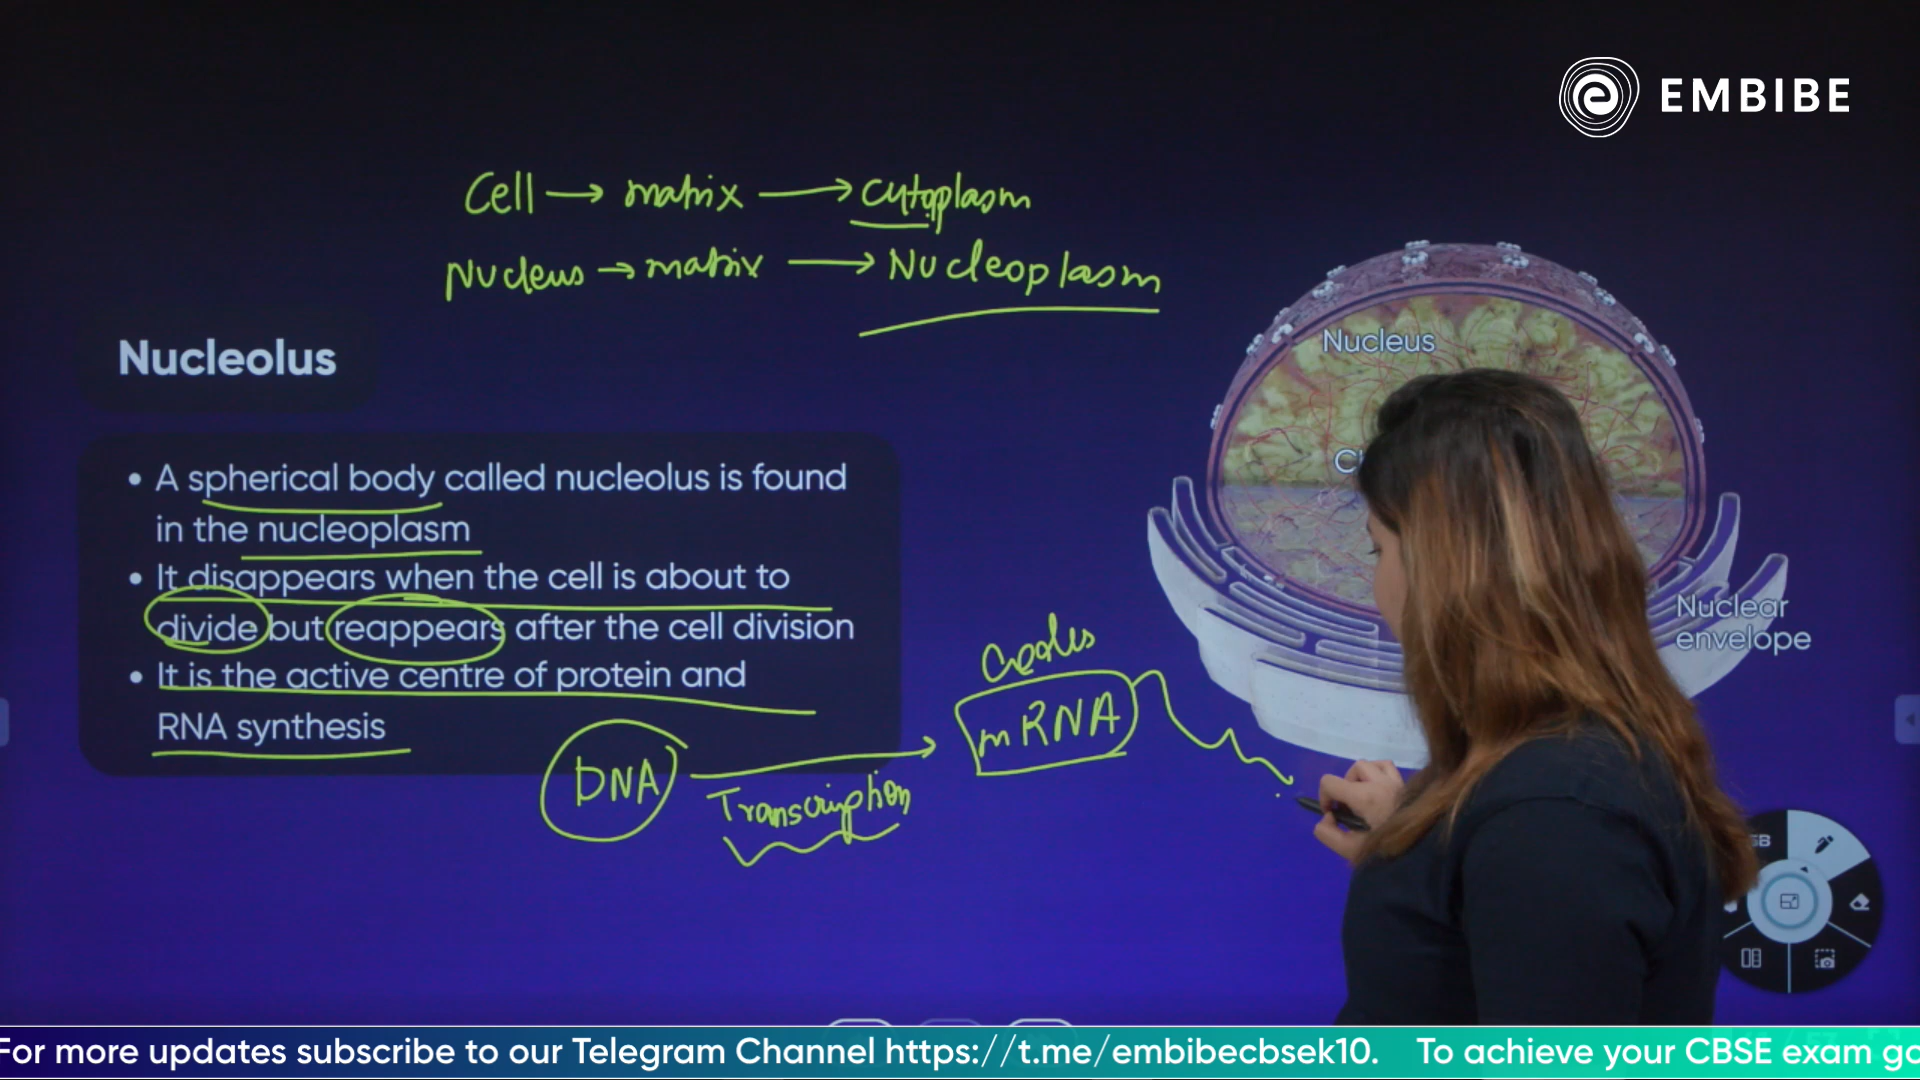 EMBIBE
Cell → matrix → Cytoplasm
Nucleus → matrix → Nucleoplasm
Nucleolus
• A spherical body called nucleolus is found
in the nucleoplasm
• It disappears when the cell is about to
divide but reappears after the cell division
• It is the active centre of protein and
RNA synthesis
Nucleus
Nuclear
envelope
Codes
DNA → mRNA
Transcription
For more updates subscribe to our Telegram Channel https://t.me/embibecbsek10. To achieve your CBSE exam go